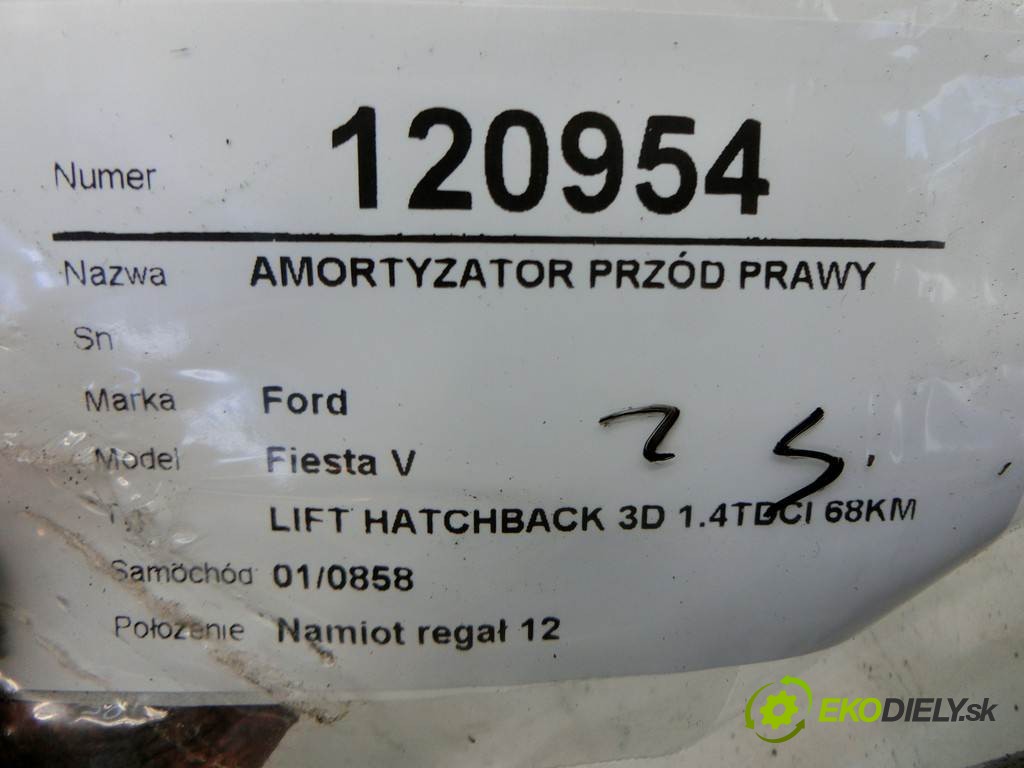 Numer 120954
Nazwa AMORTYZATOR PRZÓD PRAWY
Sn
Marka Ford
Model Fiesta V
LIFT HATCHBACK 3D 1.4TDCI 68KM
Samochód 01/0858
Położenie Namiot regał 12
EKODIELY.sk